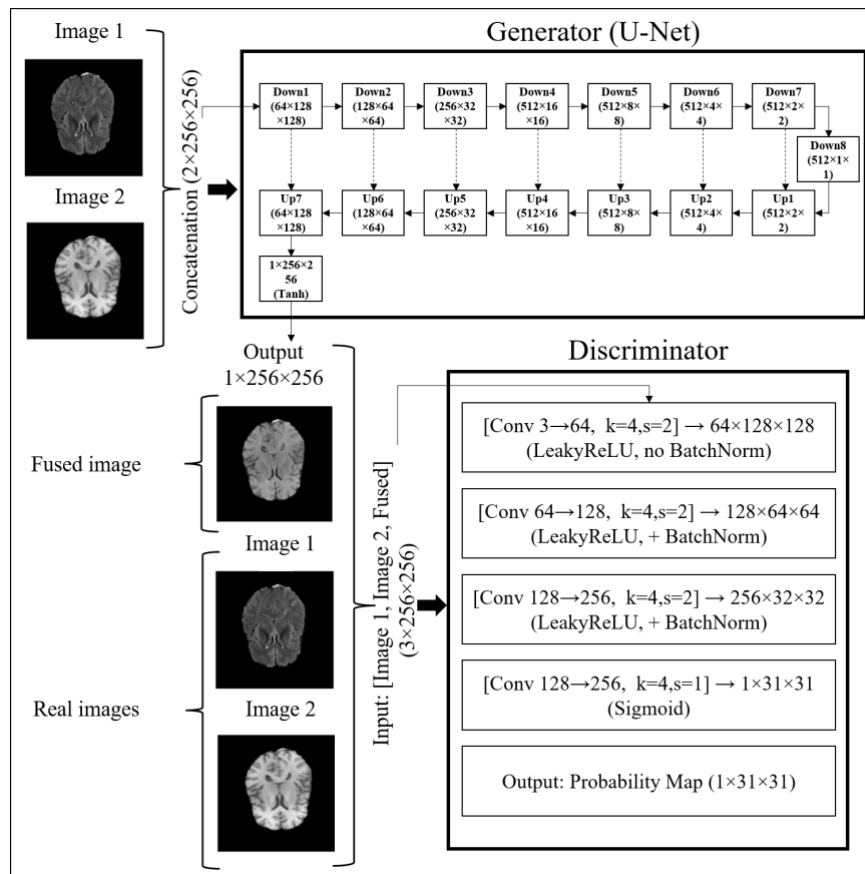 Image 1
Image 2
Concatenation (2×256×256)
Generator (U-Net)
Down1
(64×128
×128)
Down2
(128×64
×64)
Down3
(256×32
×32)
Down4
(512×16
×16)
Down5
(512×8×
8)
Down6
(512×4×
4)
Down7
(512×2×
2)
Down8
(512×1×
1)
Up7
(64×128
×128)
Up6
(128×64
×64)
Up5
(256×32
×32)
Up4
(512×16
×16)
Up3
(512×8×
8)
Up2
(512×4×
4)
Up1
(512×2×
2)
1×256×2
56
(Tanh)
Output
1×256×256
Fused image
Image 1
Real images
Image 2
Input: [Image 1, Image 2, Fused]
(3×256×256)
Discriminator
[Conv 3→64, k=4,s=2] → 64×128×128
(LeakyReLU, no BatchNorm)
[Conv 64→128, k=4,s=2] → 128×64×64
(LeakyReLU, + BatchNorm)
[Conv 128→256, k=4,s=2] → 256×32×32
(LeakyReLU, + BatchNorm)
[Conv 128→256, k=4,s=1] → 1×31×31
(Sigmoid)
Output: Probability Map (1×31×31)